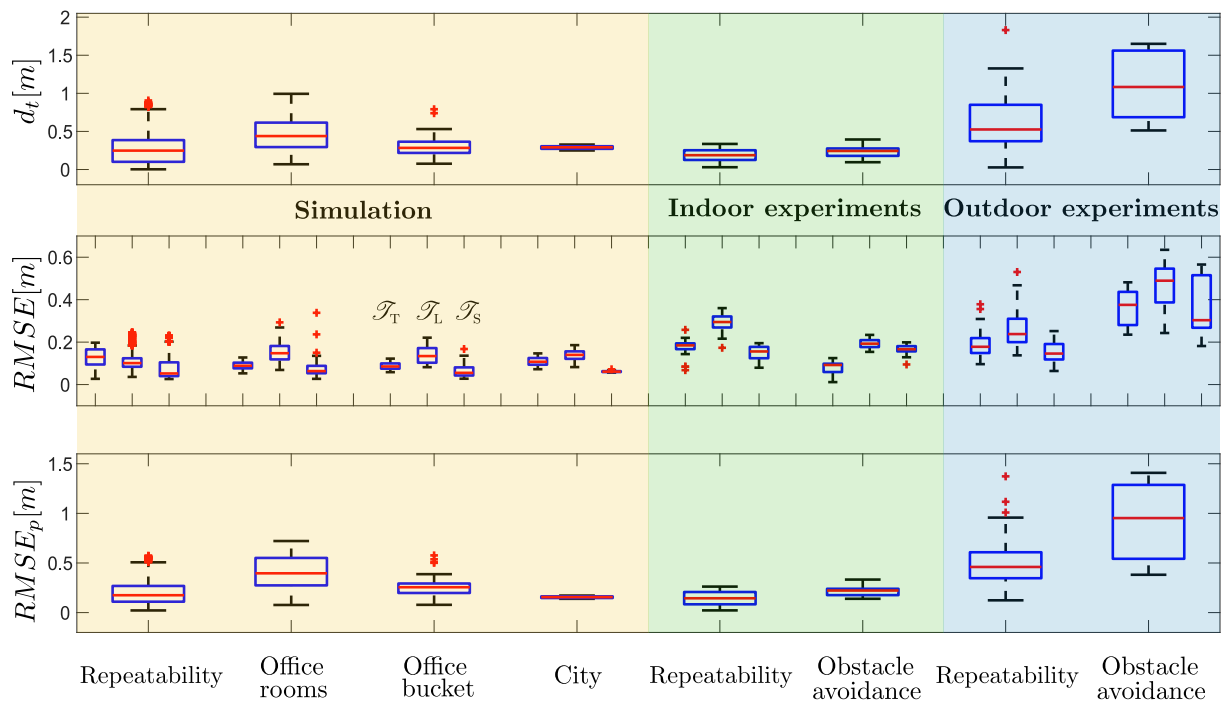 2
1.5
1
0.5
0
d_t[m]
Simulation
Indoor experiments
Outdoor experiments
0.6
0.4
0.2
0
RMSE[m]
𝒯_T 𝒯_L 𝒯_S
1.5
1
0.5
0
RMSE_p[m]
Repeatability
Office
rooms
Office
bucket
City
Repeatability
Obstacle
avoidance
Repeatability
Obstacle
avoidance